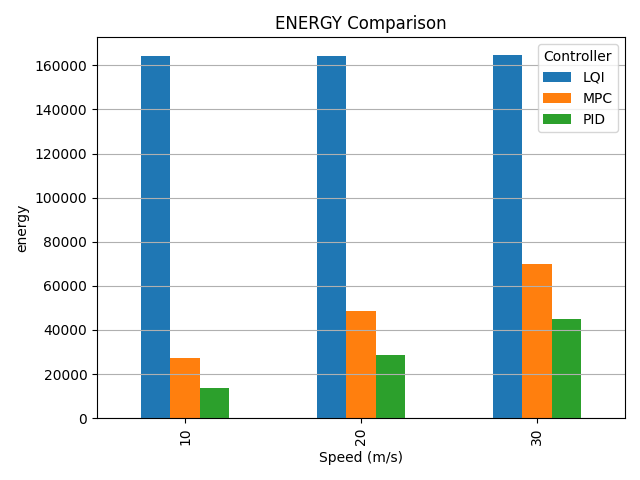 ENERGY Comparison
Controller
LQI
MPC
PID
160000
140000
120000
100000
80000
60000
40000
20000
0
energy
10
20
30
Speed (m/s)